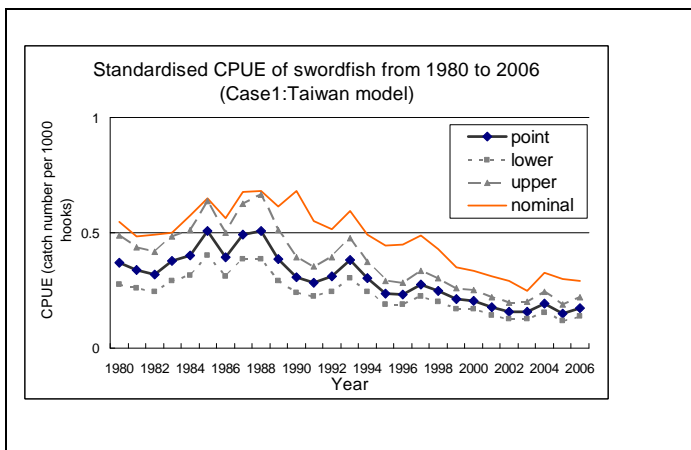 Standardised CPUE of swordfish from 1980 to 2006
(Case1:Taiwan model)
CPUE (catch number per 1000
hooks)
1
0.5
0
point
lower
upper
nominal
1980 1982 1984 1986 1988 1990 1992 1994 1996 1998 2000 2002 2004 2006
Year